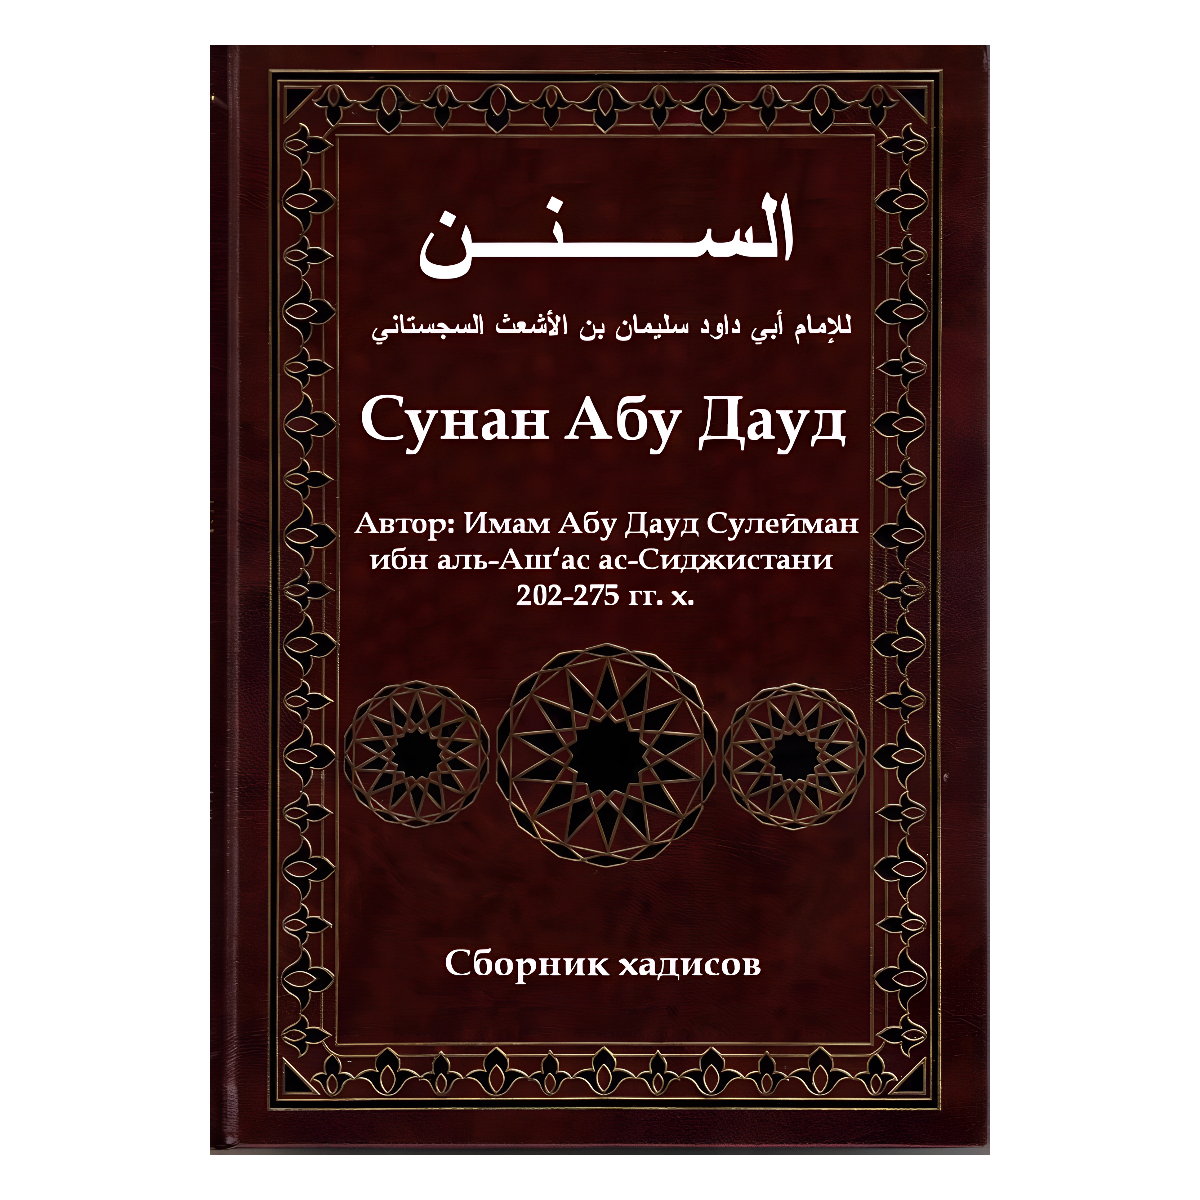 السنن
للإمام أبي داود سليمان بن الأشعث السجستاني
Сунан Абу Дауд
Автор: Имам Абу Дауд Сулейман
ибн аль-Аш‘ас ас-Сиджистани
202-275 гг. х.
Сборник хадисов